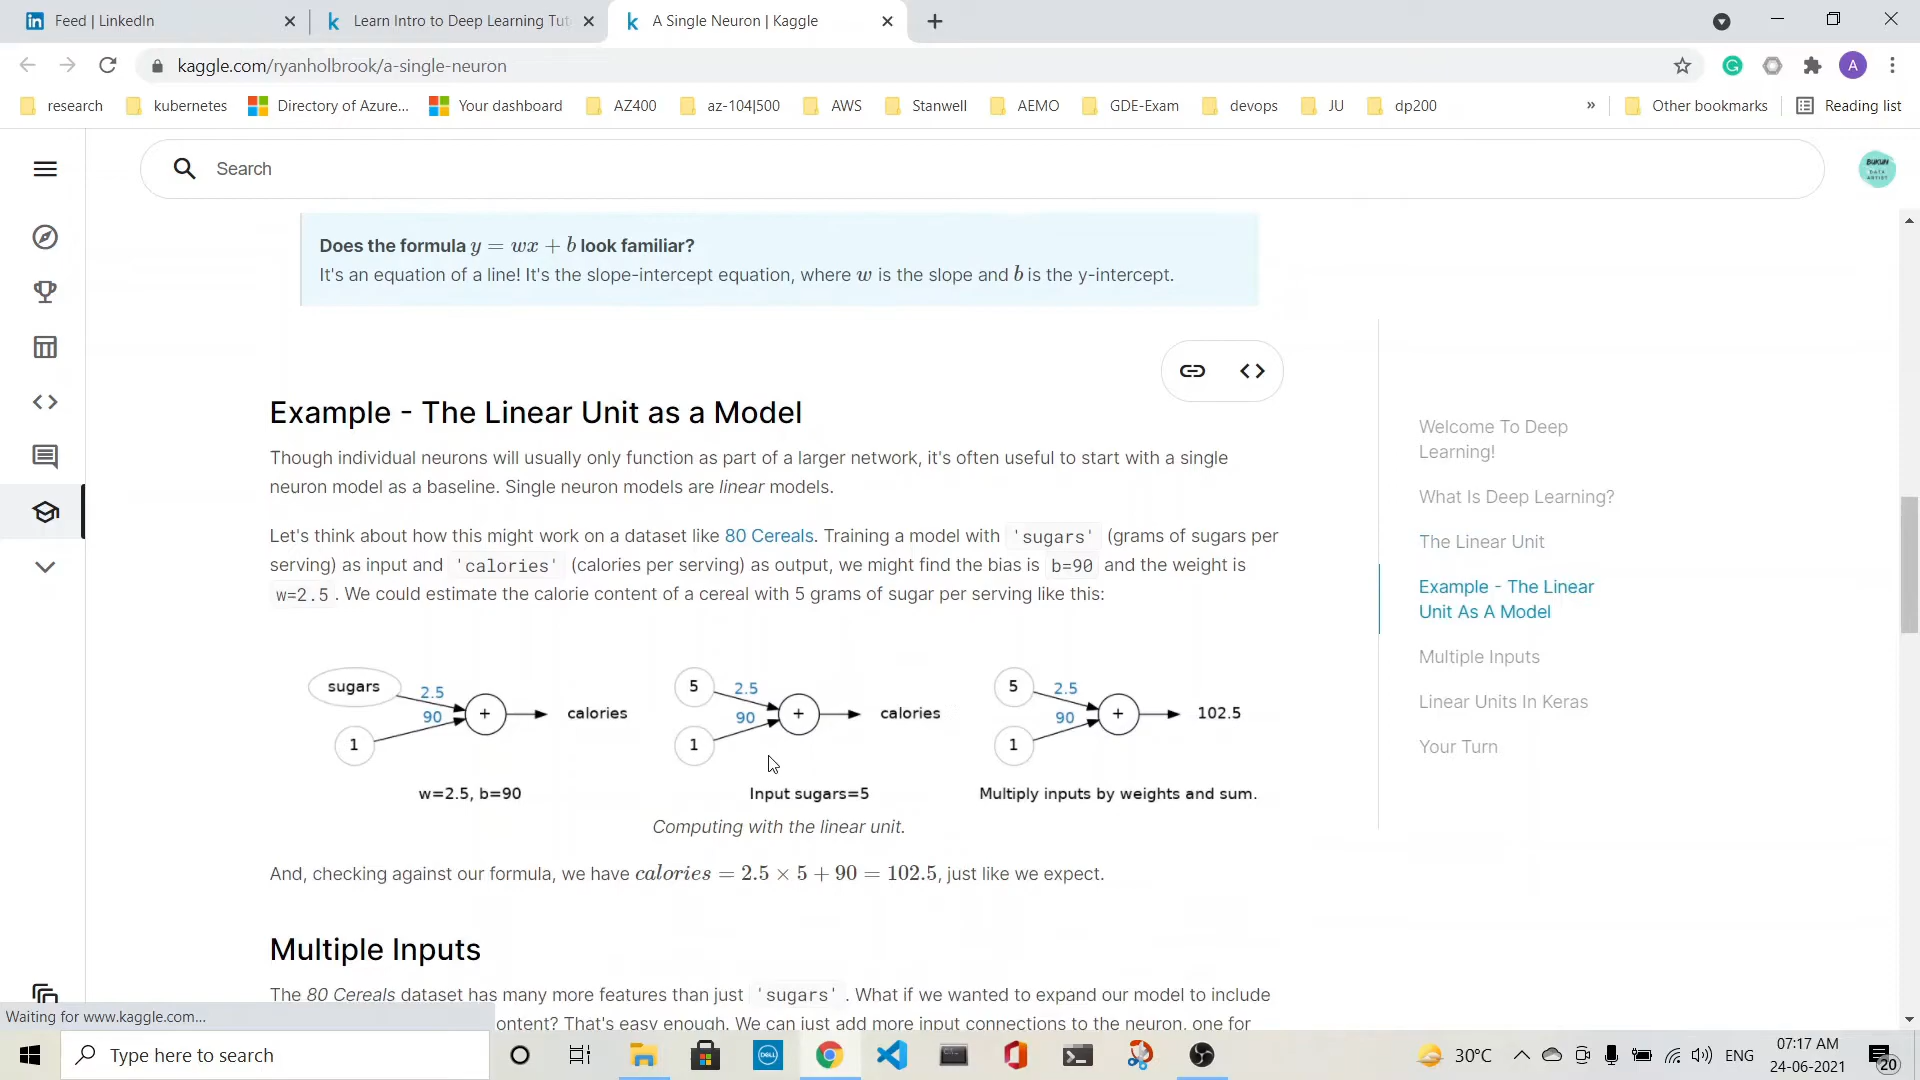 Feed | LinkedIn
Learn Intro to Deep Learning Tut
A Single Neuron | Kaggle
kaggle.com/ryanholbrook/a-single-neuron
A
research
kubernetes
Directory of Azure...
Your dashboard
AZ400
az-104|500
AWS
Stanwell
AEMO
GDE-Exam
devops
JU
dp200
»
Other bookmarks
Reading list
Search
BUKUN
DATA
ARTIST
Does the formula y = wx + b look familiar?
It's an equation of a line! It's the slope-intercept equation, where w is the slope and b is the y-intercept.
Example - The Linear Unit as a Model
Though individual neurons will usually only function as part of a larger network, it's often useful to start with a single
neuron model as a baseline. Single neuron models are linear models.
Let's think about how this might work on a dataset like 80 Cereals. Training a model with 'sugars' (grams of sugars per
serving) as input and 'calories' (calories per serving) as output, we might find the bias is b=90 and the weight is
w=2.5. We could estimate the calorie content of a cereal with 5 grams of sugar per serving like this:
sugars
2.5
90
1
+
calories
w=2.5, b=90
5
2.5
90
1
+
calories
Input sugars=5
5
2.5
90
1
+
102.5
Multiply inputs by weights and sum.
Computing with the linear unit.
And, checking against our formula, we have calories = 2.5 × 5 + 90 = 102.5, just like we expect.
Multiple Inputs
The 80 Cereals dataset has many more features than just 'sugars'. What if we wanted to expand our model to include
ontent? That's easy enough. We can just add more input connections to the neuron, one for
Welcome To Deep
Learning!
What Is Deep Learning?
The Linear Unit
Example - The Linear
Unit As A Model
Multiple Inputs
Linear Units In Keras
Your Turn
Waiting for www.kaggle.com...
Type here to search
DELL
30°C
ENG
07:17 AM
24-06-2021
20